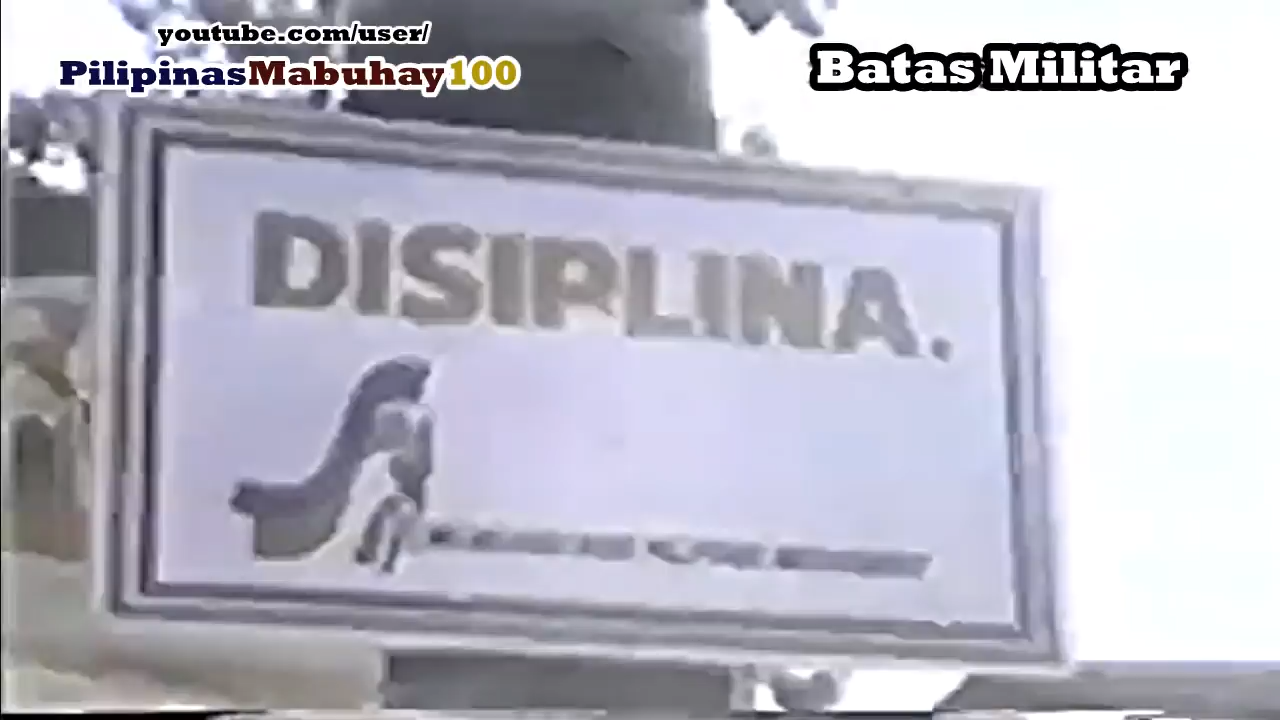 youtube.com/user/
PilipinasMabuhay100
Batas Militar
DISIPLINA.